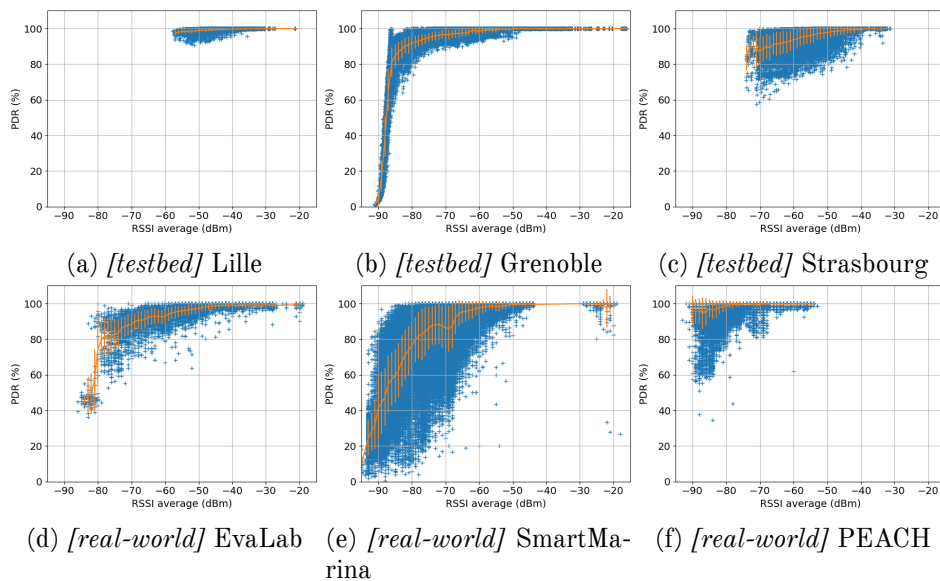 100
80
60
40
20
0
PDR (%)
−90 −80 −70 −60 −50 −40 −30 −20
RSSI average (dBm)
100
80
60
40
20
0
PDR (%)
−90 −80 −70 −60 −50 −40 −30 −20
RSSI average (dBm)
100
80
60
40
20
0
PDR (%)
−90 −80 −70 −60 −50 −40 −30 −20
RSSI average (dBm)
(a) [testbed] Lille
(b) [testbed] Grenoble
(c) [testbed] Strasbourg
100
80
60
40
20
0
PDR (%)
−90 −80 −70 −60 −50 −40 −30 −20
RSSI average (dBm)
100
80
60
40
20
0
PDR (%)
−90 −80 −70 −60 −50 −40 −30 −20
RSSI average (dBm)
100
80
60
40
20
0
PDR (%)
−90 −80 −70 −60 −50 −40 −30 −20
RSSI average (dBm)
(d) [real-world] EvaLab
(e) [real-world] SmartMa-
rina
(f) [real-world] PEACH